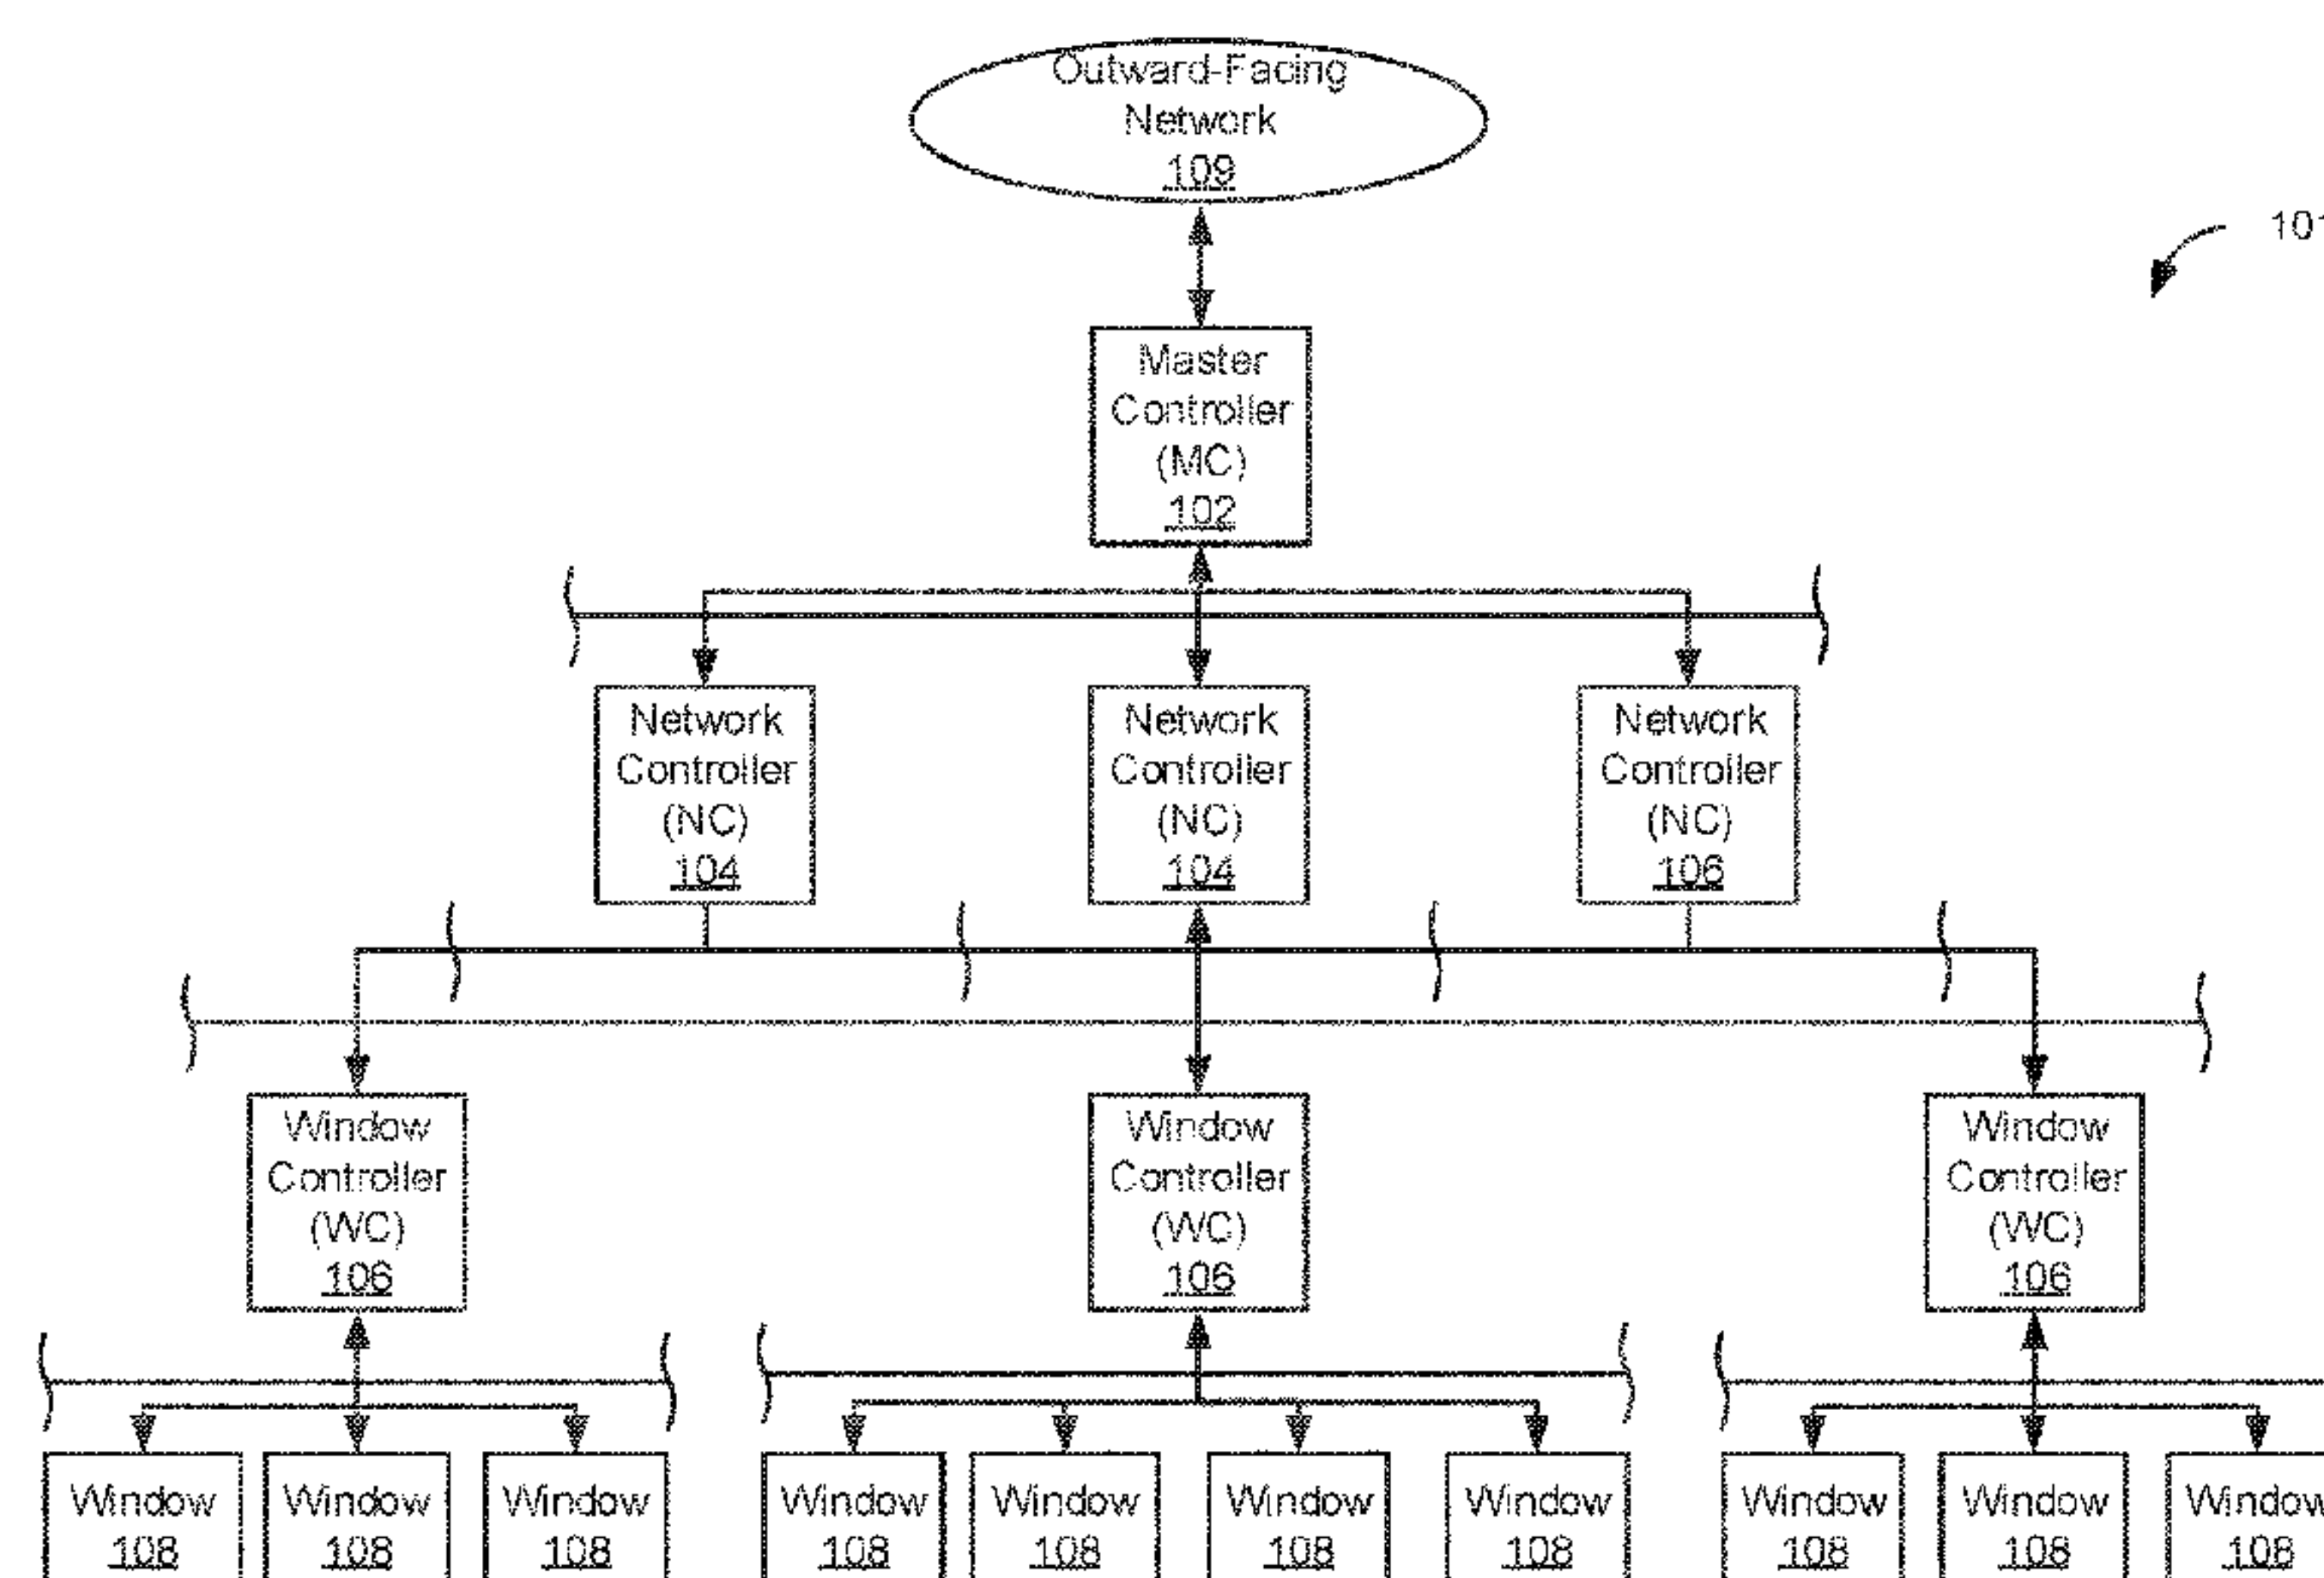 Outward-Facing
Network
109
101
Master
Controller
(MC)
102
Network
Controller
(NC)
104
Network
Controller
(NC)
104
Network
Controller
(NC)
106
Window
Controller
(WC)
106
Window
Controller
(WC)
106
Window
Controller
(WC)
106
Window
108
Window
108
Window
108
Window
108
Window
108
Window
108
Window
108
Window
108
Window
108
Window
108